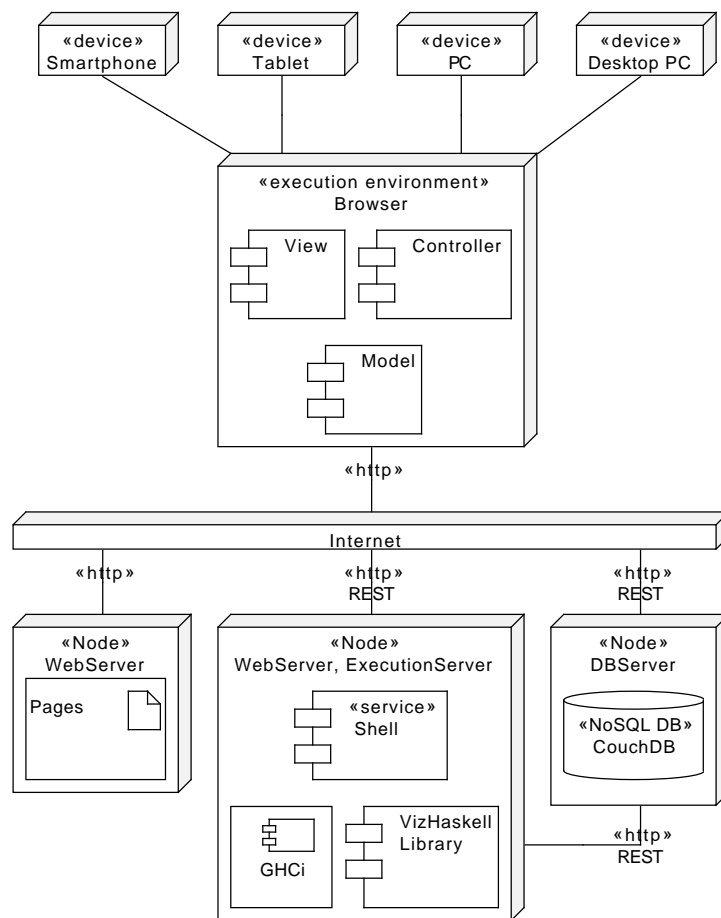 «device»
Smartphone
«device»
Tablet
«device»
PC
«device»
Desktop PC
«execution environment»
Browser
View
Controller
Model
«http»
Internet
«http»
«http»
REST
«http»
REST
«Node»
WebServer
Pages
«Node»
WebServer, ExecutionServer
«service»
Shell
GHCi
VizHaskell
Library
«Node»
DBServer
«NoSQL DB»
CouchDB
«http»
REST